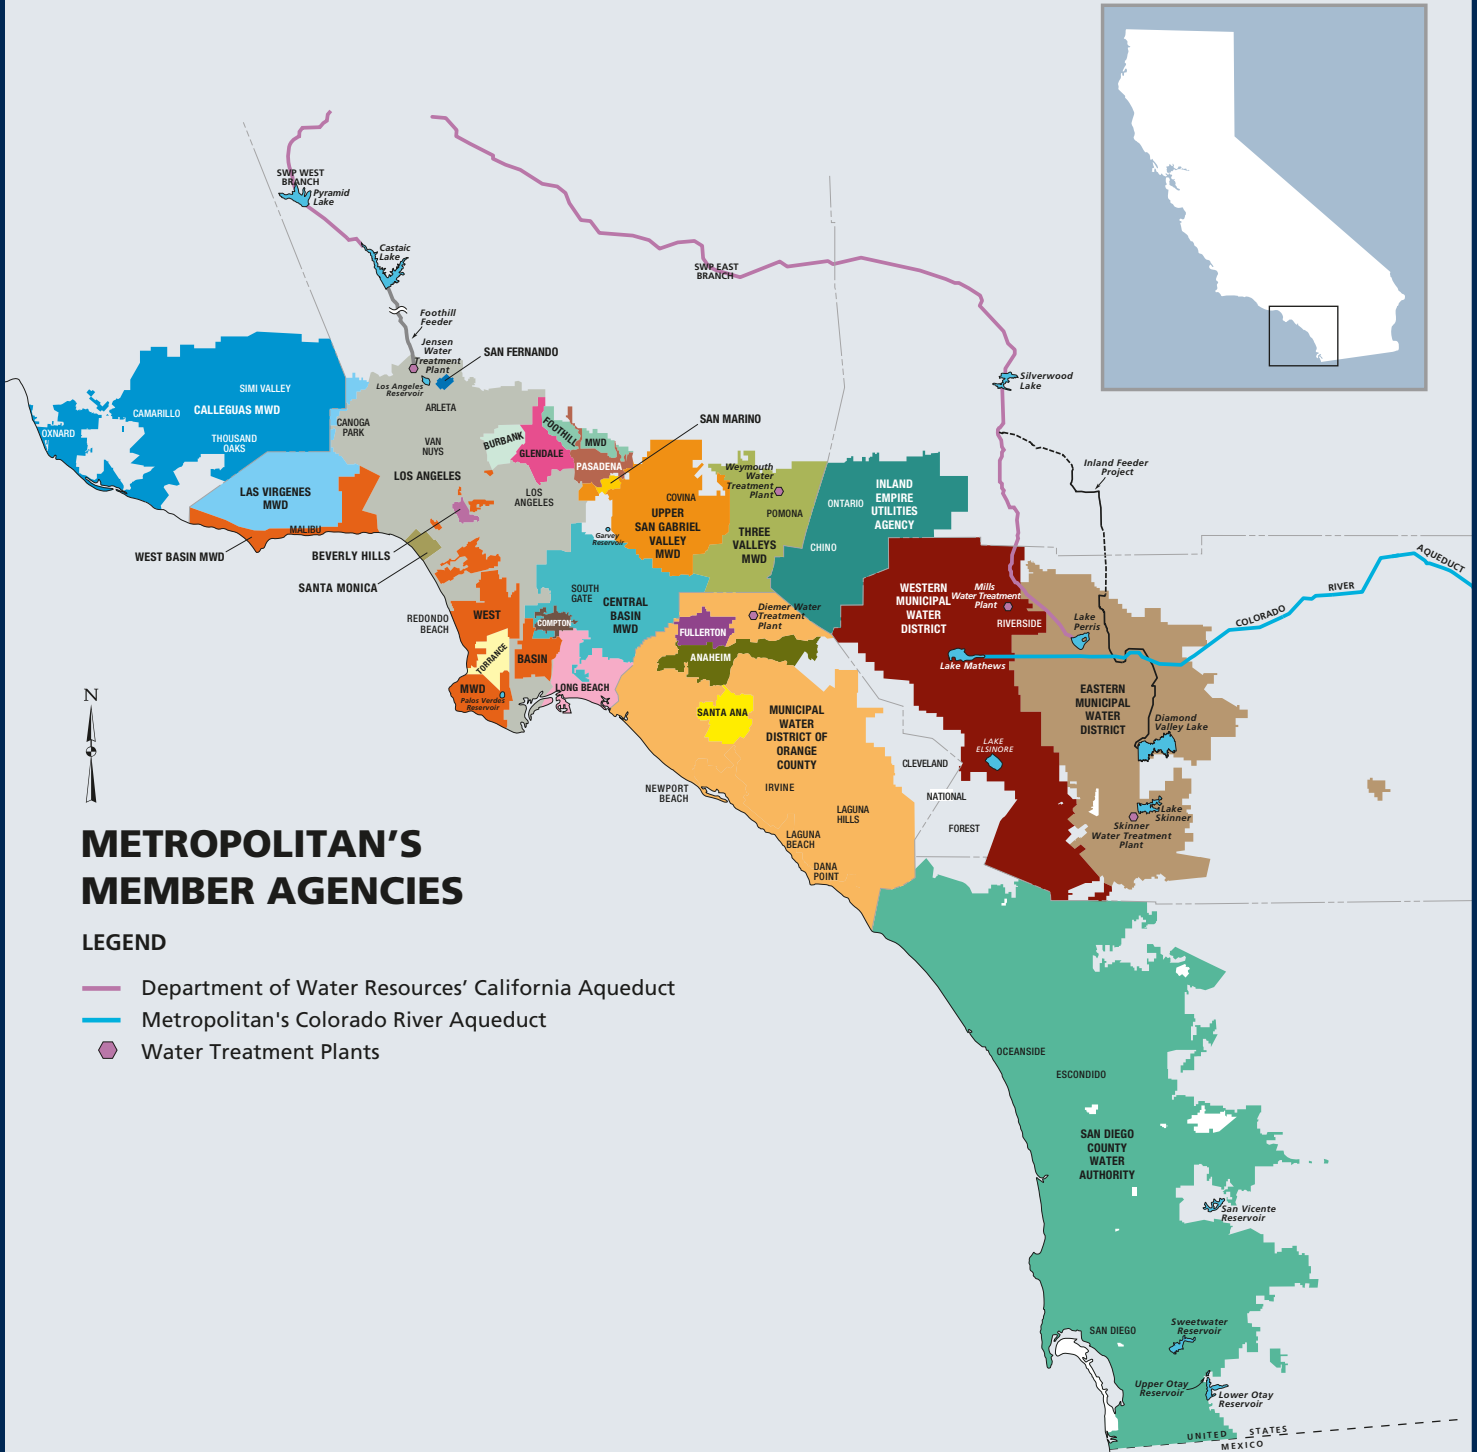 SWP WEST
BRANCH
Pyramid
Lake
Castaic
Lake
SWP EAST
BRANCH
Foothill
Feeder
Jensen
Water
Treatment
Plant
Los Angeles
Reservoir
SAN FERNANDO
Silverwood
Lake
SIMI VALLEY
CAMARILLO
CALLEGUAS MWD
OXNARD
THOUSAND
OAKS
ARLETA
CANOGA
PARK
VAN
NUYS
BURBANK
GLENDALE
FOOTHILL
MWD
PASADENA
SAN MARINO
LOS ANGELES
LOS
ANGELES
LAS VIRGENES
MWD
MALIBU
WEST BASIN MWD
BEVERLY HILLS
SANTA MONICA
Garvey
Reservoir
COVINA
UPPER
SAN GABRIEL
VALLEY
MWD
Weymouth
Water
Treatment
Plant
POMONA
THREE
VALLEYS
MWD
ONTARIO
CHINO
INLAND
EMPIRE
UTILITIES
AGENCY
Inland Feeder
Project
COLORADO
RIVER
AQUEDUCT
REDONDO
BEACH
WEST
BASIN
MWD
TORRANCE
Palos Verdes
Reservoir
COMPTON
SOUTH
GATE
CENTRAL
BASIN
MWD
LONG BEACH
FULLERTON
Diemer Water
Treatment
Plant
ANAHEIM
SANTA ANA
MUNICIPAL
WATER
DISTRICT OF
ORANGE
COUNTY
WESTERN
MUNICIPAL
WATER
DISTRICT
Mills
Water Treatment
Plant
RIVERSIDE
Lake
Perris
Lake Mathews
EASTERN
MUNICIPAL
WATER
DISTRICT
Diamond
Valley Lake
LAKE
ELSINORE
CLEVELAND
NATIONAL
FOREST
Lake
Skinner
Skinner
Water Treatment
Plant
NEWPORT
BEACH
IRVINE
LAGUNA
HILLS
LAGUNA
BEACH
DANA
POINT
N
METROPOLITAN'S
MEMBER AGENCIES
LEGEND
Department of Water Resources' California Aqueduct
Metropolitan's Colorado River Aqueduct
Water Treatment Plants
OCEANSIDE
ESCONDIDO
SAN DIEGO
COUNTY
WATER
AUTHORITY
San Vicente
Reservoir
SAN DIEGO
Sweetwater
Reservoir
Upper Otay
Reservoir
Lower Otay
Reservoir
UNITED STATES
MEXICO